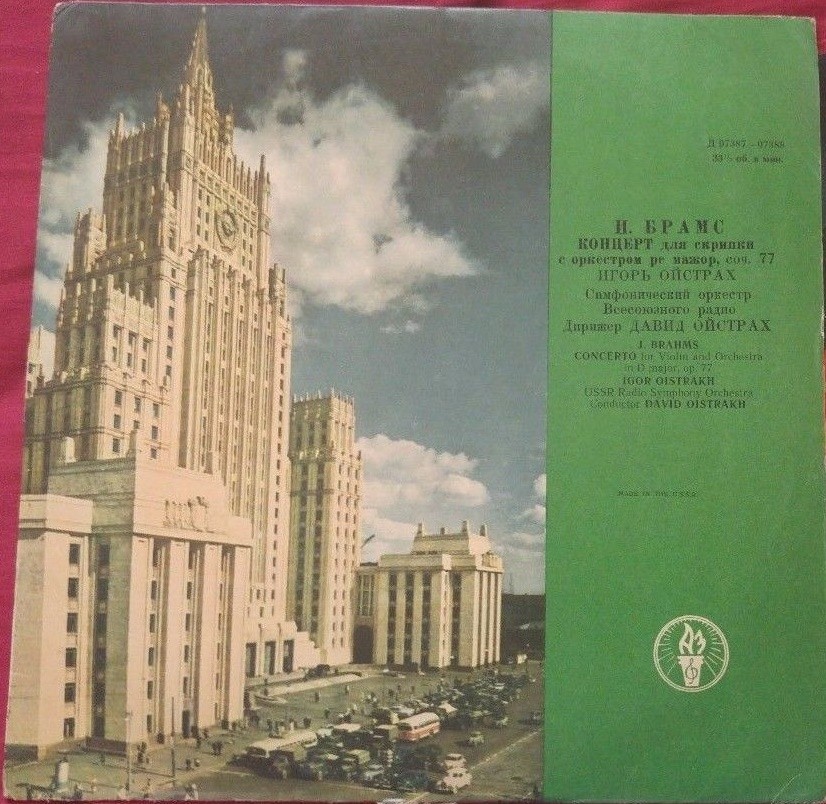 Д 07387–07388
33⅓ об. в мин.
И. БРАМС
КОНЦЕРТ для скрипки
с оркестром ре мажор, соч. 77
ИГОРЬ ОЙСТРАХ
Симфонический оркестр
Всесоюзного радио
Дирижер ДАВИД ОЙСТРАХ
J. BRAHMS
CONCERTO for Violin and Orchestra
in D major, op. 77
IGOR OISTRAKH
USSR Radio Symphony Orchestra
Conductor DAVID OISTRAKH
MADE IN THE U.S.S.R.
ДЗ